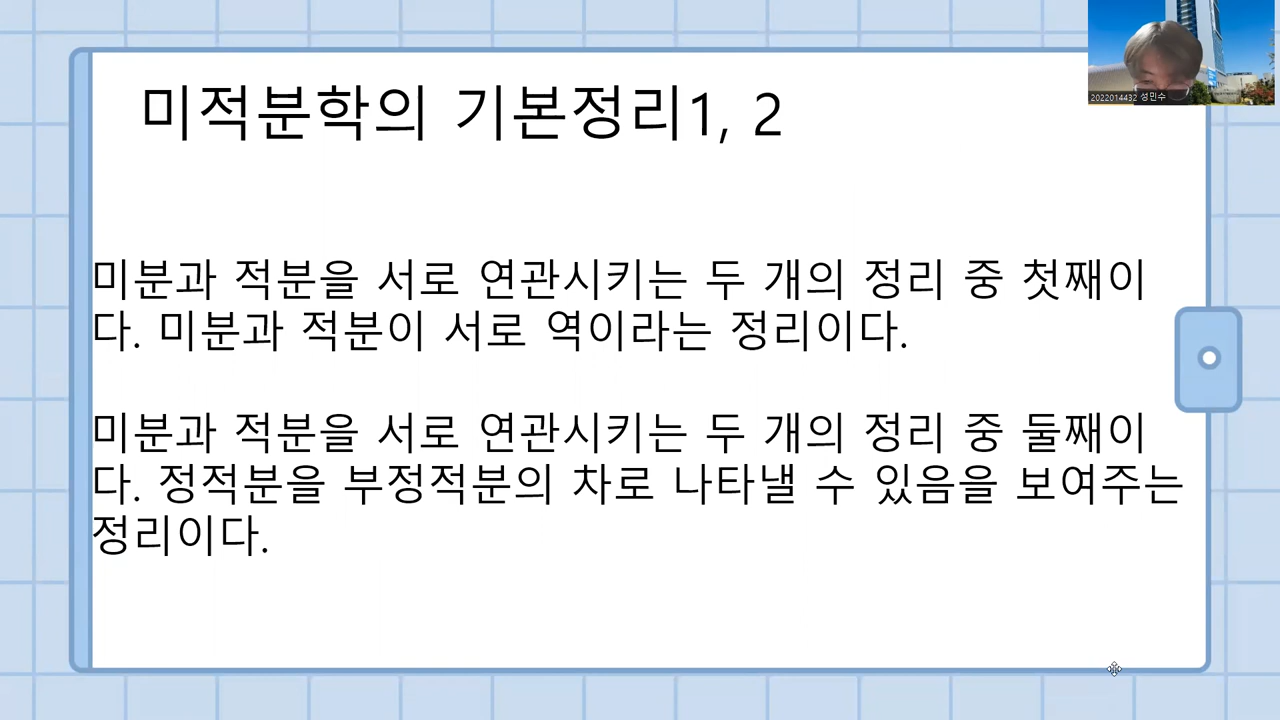 미적분학의 기본정리1, 2
2022014432 성민수
미분과 적분을 서로 연관시키는 두 개의 정리 중 첫째이
다. 미분과 적분이 서로 역이라는 정리이다.
미분과 적분을 서로 연관시키는 두 개의 정리 중 둘째이
다. 정적분을 부정적분의 차로 나타낼 수 있음을 보여주는
정리이다.